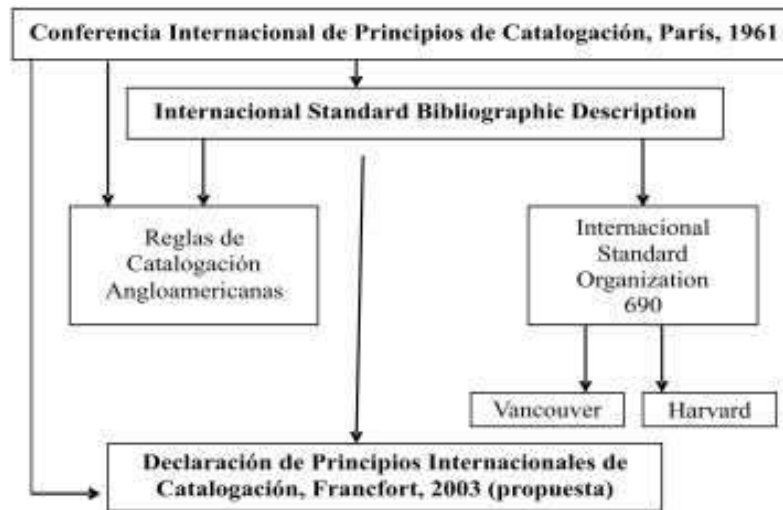 Conferencia Internacional de Principios de Catalogación, París, 1961
Internacional Standard Bibliographic Description
Reglas de
Catalogación
Angloamericanas
Internacional
Standard
Organization
690
Vancouver
Harvard
Declaración de Principios Internacionales de
Catalogación, Francfort, 2003 (propuesta)